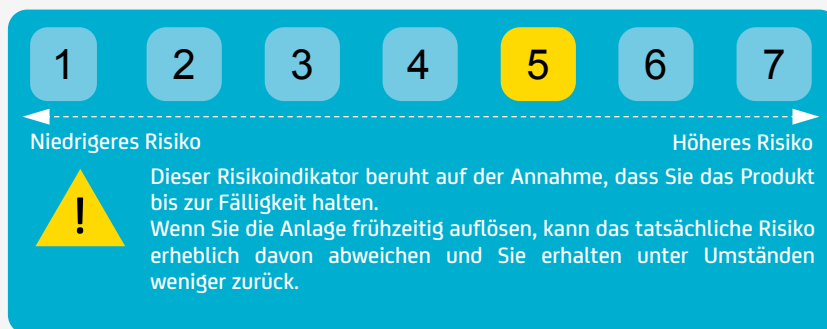 1 2 3 4 5 6 7
Niedrigeres Risiko Höheres Risiko
!
Dieser Risikoindikator beruht auf der Annahme, dass Sie das Produkt
bis zur Fälligkeit halten.
Wenn Sie die Anlage frühzeitig auflösen, kann das tatsächliche Risiko
erheblich davon abweichen und Sie erhalten unter Umständen
weniger zurück.